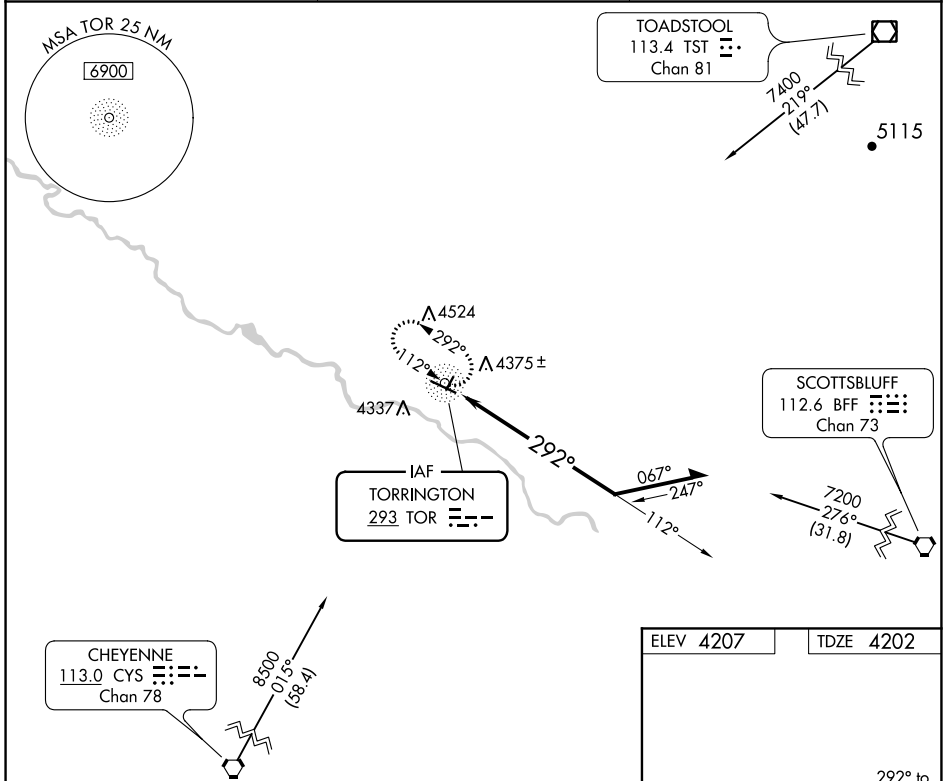 MSA TOR 25 NM
6900
TOADSTOOL
113.4 TST
Chan 81
7400
219°
(47.7)
5115
4524
292°
112°
4375 ±
4337
IAF
TORRINGTON
293 TOR
292°
067°
247°
112°
SCOTTSBLUFF
112.6 BFF
Chan 73
7200
276°
(31.8)
CHEYENNE
113.0 CYS
Chan 78
8500
015°
(58.4)
ELEV 4207
TDZE 4202
292° to